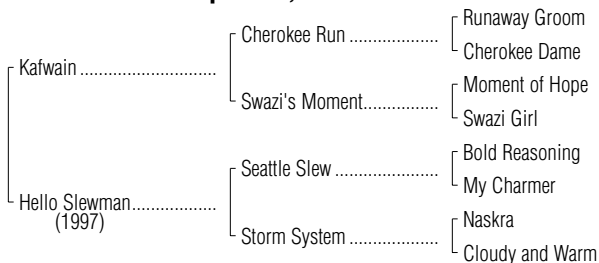 Runaway Groom
Cherokee Run ....................
Cherokee Dame
Kafwain ..............................
Moment of Hope
Swazi's Moment.................
Swazi Girl
Bold Reasoning
Seattle Slew .......................
My Charmer
Hello Slewman...................
(1997)
Naskra
Storm System ....................
Cloudy and Warm